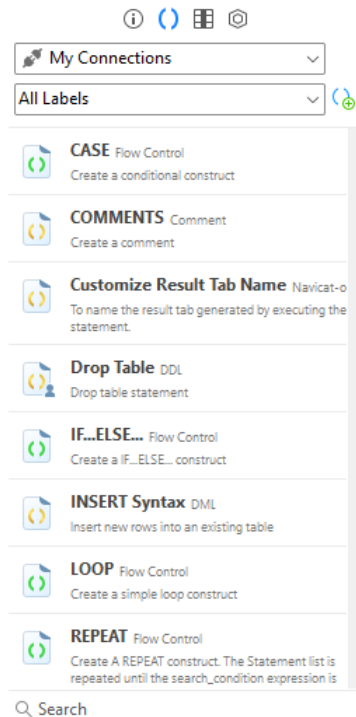 My Connections
All Labels
CASE Flow Control
Create a conditional construct
COMMENTS Comment
Create a comment
Customize Result Tab Name Navicat-o
To name the result tab generated by executing the
statement.
Drop Table DDL
Drop table statement
IF...ELSE... Flow Control
Create a IF...ELSE... construct
INSERT Syntax DML
Insert new rows into an existing table
LOOP Flow Control
Create a simple loop construct
REPEAT Flow Control
Create A REPEAT construct. The Statement list is
repeated until the search_condition expression is
Search